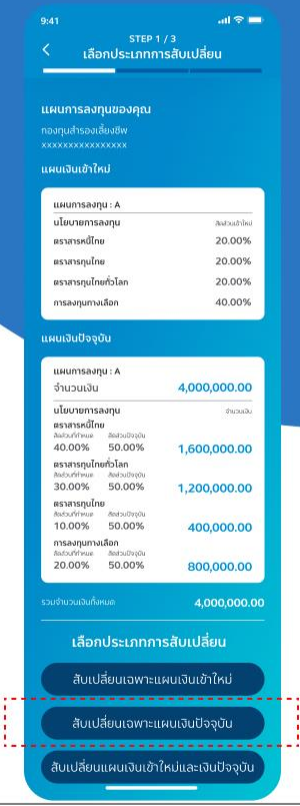 9:41
STEP 1 / 3
เลือกประเภทการสับเปลี่ยน
แผนการลงทุนของคุณ
กองทุนสำรองเลี้ยงชีพ
xxxxxxxxxxxxxxxx
แผนเงินเข้าใหม่
แผนการลงทุน : A
นโยบายการลงทุน สัดส่วนเข้าใหม่
ตราสารหนี้ไทย 20.00%
ตราสารทุนไทย 20.00%
ตราสารทุนไทยทั่วโลก 20.00%
การลงทุนทางเลือก 40.00%
แผนเงินปัจจุบัน
แผนการลงทุน : A
จำนวนเงิน 4,000,000.00
นโยบายการลงทุน จำนวนเงิน
ตราสารหนี้ไทย
สัดส่วนที่กำหนด สัดส่วนปัจจุบัน
40.00% 50.00% 1,600,000.00
ตราสารทุนไทยทั่วโลก
สัดส่วนที่กำหนด สัดส่วนปัจจุบัน
30.00% 50.00% 1,200,000.00
ตราสารทุนไทย
สัดส่วนที่กำหนด สัดส่วนปัจจุบัน
10.00% 50.00% 400,000.00
การลงทุนทางเลือก
สัดส่วนที่กำหนด สัดส่วนปัจจุบัน
20.00% 50.00% 800,000.00
รวมจำนวนเงินทั้งหมด 4,000,000.00
เลือกประเภทการสับเปลี่ยน
สับเปลี่ยนเฉพาะแผนเงินเข้าใหม่
สับเปลี่ยนเฉพาะแผนเงินปัจจุบัน
สับเปลี่ยนแผนเงินเข้าใหม่และเงินปัจจุบัน